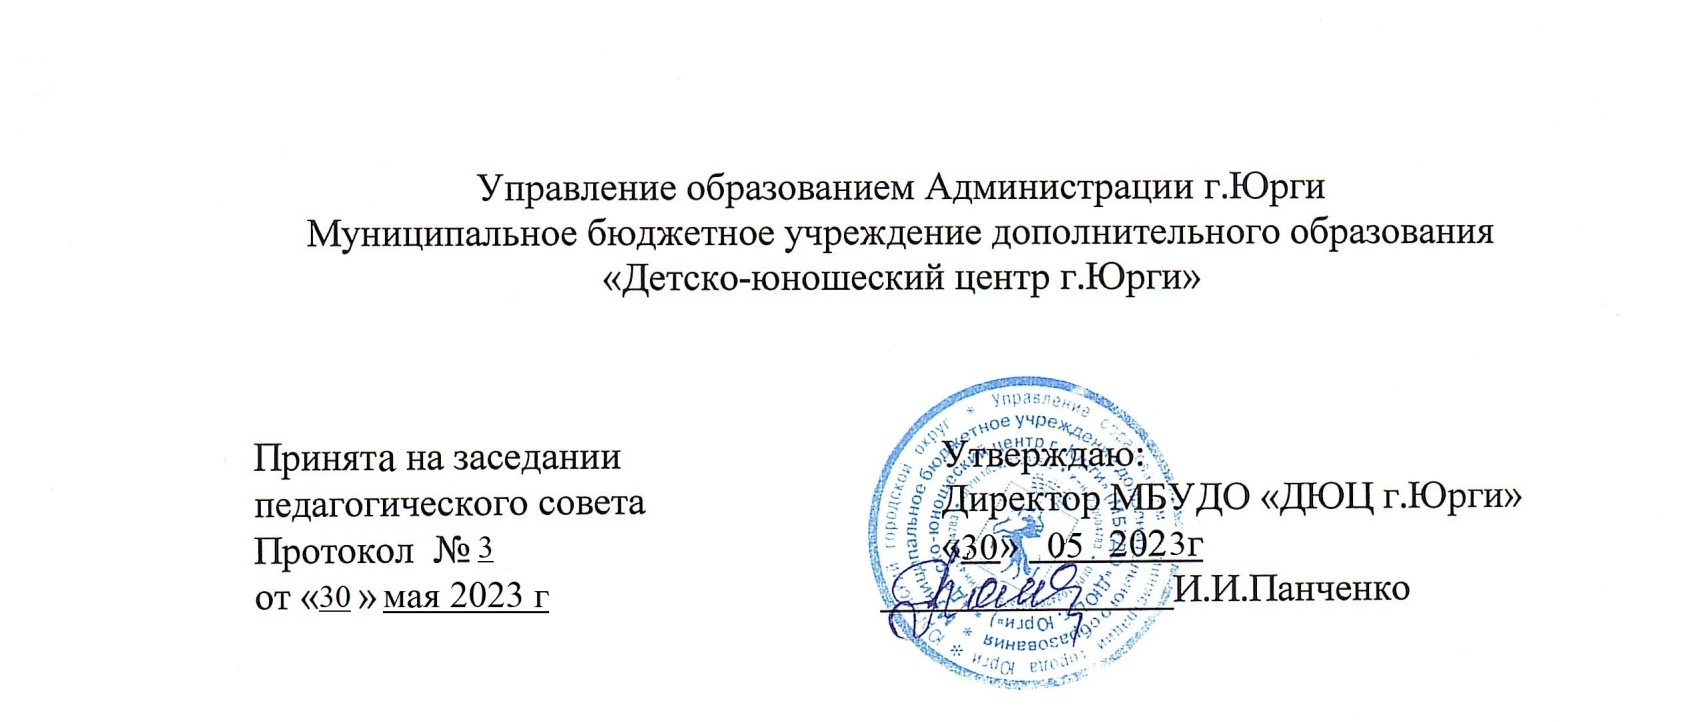 Управление образованием Администрации г.Юрги
Муниципальное бюджетное учреждение дополнительного образования
«Детско-юношеский центр г.Юрги»
Принята на заседании
педагогического совета
Протокол № 3
от «30 » мая 2023 г
Утверждаю:
Директор МБУДО «ДЮЦ г.Юрги»
«30» 05 2023г
И.И.Панченко